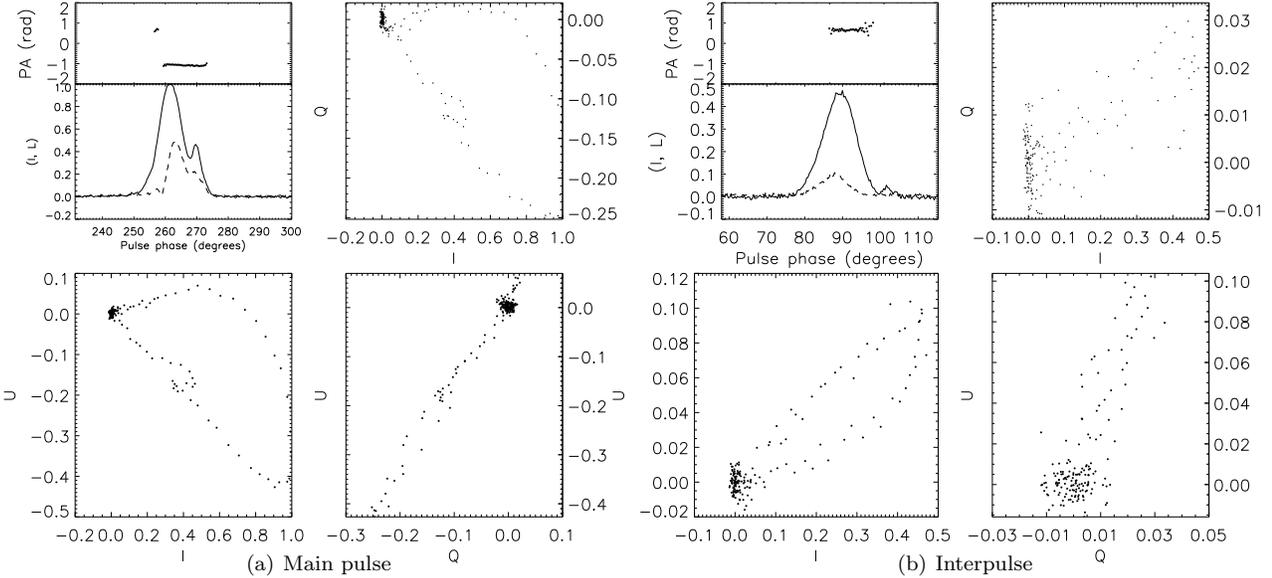 PA (rad)
2
1
0
−1
−2
(I, L)
1.0
0.8
0.6
0.4
0.2
0.0
−0.2
240 250 260 270 280 290 300
Pulse phase (degrees)
Q
0.00
−0.05
−0.10
−0.15
−0.20
−0.25
−0.2 0.0 0.2 0.4 0.6 0.8 1.0
I
U
0.1
0.0
−0.1
−0.2
−0.3
−0.4
−0.5
−0.2 0.0 0.2 0.4 0.6 0.8 1.0
I
U
0.0
−0.1
−0.2
−0.3
−0.4
−0.3 −0.2 −0.1 0.0 0.1
Q
(a) Main pulse
PA (rad)
2
1
0
−1
−2
(I, L)
0.5
0.4
0.3
0.2
0.1
0.0
−0.1
60 70 80 90 100 110
Pulse phase (degrees)
Q
0.03
0.02
0.01
0.00
−0.01
−0.1 0.0 0.1 0.2 0.3 0.4 0.5
I
U
0.12
0.10
0.08
0.06
0.04
0.02
0.00
−0.02
−0.1 0.0 0.1 0.2 0.3 0.4 0.5
I
U
0.10
0.08
0.06
0.04
0.02
0.00
−0.03 −0.01 0.01 0.03 0.05
Q
(b) Interpulse